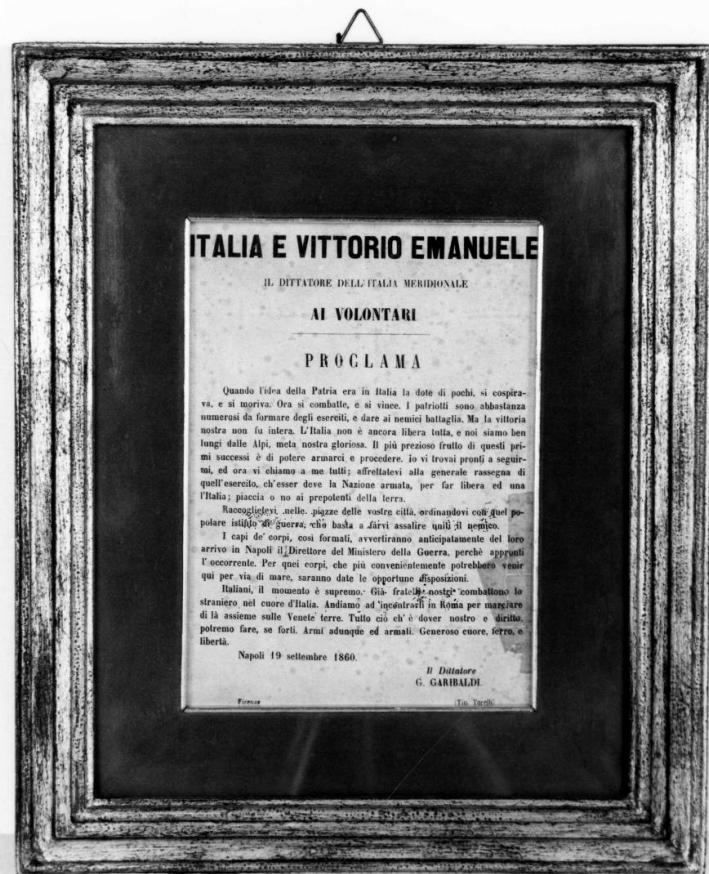 ITALIA E VITTORIO EMANUELE
IL DITTATORE DELL'ITALIA MERIDIONALE
AI VOLONTARI
PROCLAMA
Quando l'idea della Patria era in Italia la dote di pochi, si cospira-
va, e si moriva. Ora si combatte, e si vince. I patriotti sono abbastanza
numerosi da formare degli eserciti, e dare ai nemici battaglia. Ma la vittoria
nostra non fu intera. L'Italia non è ancora libera tutta, e noi siamo ben
lungi dalle Alpi, meta nostra gloriosa. Il più prezioso frutto di questi pri-
mi successi è di potere armarci e procedere. Io vi trovai pronti a seguir-
mi, ed ora vi chiamo a me tutti; affrettatevi alla generale rassegna di
quell'esercito, ch'esser deve la Nazione armata, per far libera ed una
l'Italia; piaccia o no ai prepotenti della terra.
Raccoglietevi nelle piazze delle vostre città, ordinandovi con quel po-
polare istinto di guerra, che basta a farvi assalire uniti il nemico.
I capi de' corpi, così formati, avvertiranno anticipatamente del loro
arrivo in Napoli il Direttore del Ministero della Guerra, perchè appronti
l'occorrente. Per quei corpi, che più convenientemente potrebbero venir
qui per via di mare, saranno date le opportune disposizioni.
Italiani, il momento è supremo. Già fratelli nostri combattono lo
straniero nel cuore d'Italia. Andiamo ad incontrarli in Roma per marciare
di là assieme sulle Venete terre. Tutto ciò ch'è dover nostro e diritto,
potremo fare, se forti. Armi adunque ed armati. Generoso cuore, ferro, e
libertà.
Napoli 19 settembre 1860.
Il Dittatore
G. GARIBALDI.
Firenze (Tip. Torelli)